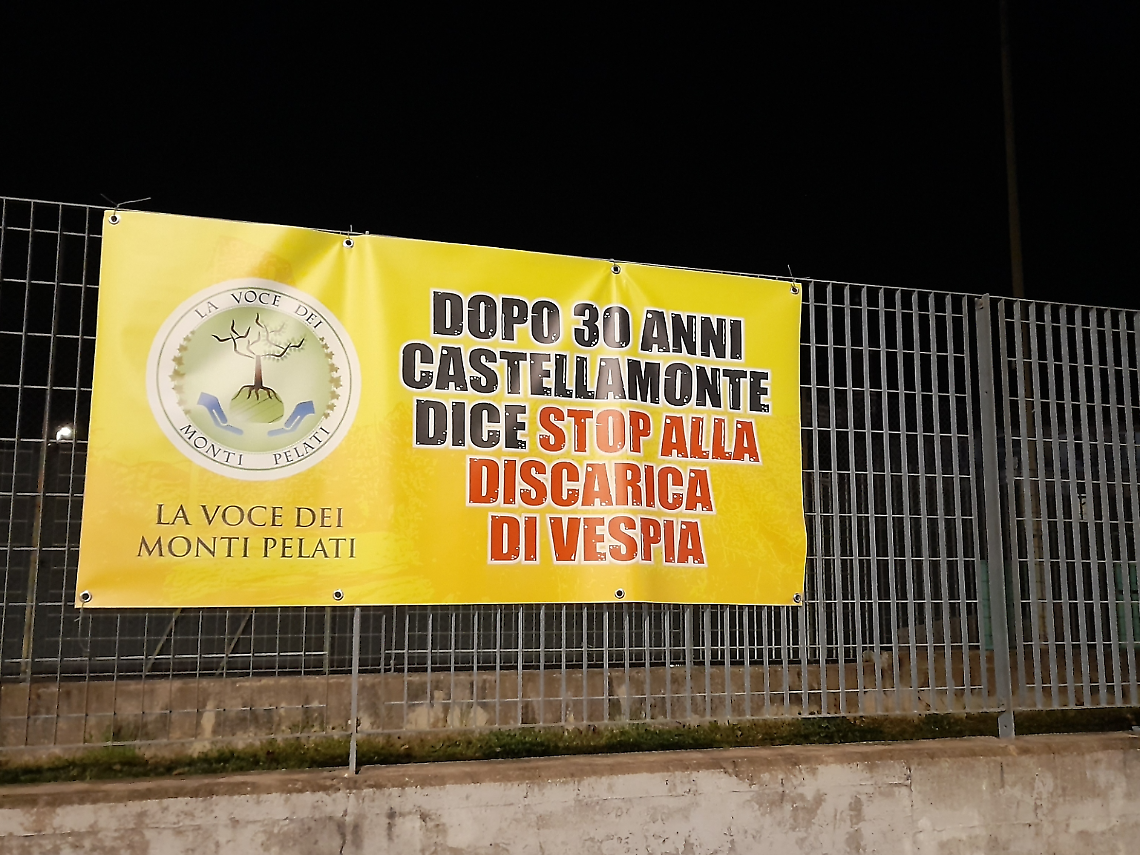 LA VOCE DEI
MONTI PELATI
LA VOCE DEI
MONTI PELATI
DOPO 30 ANNI
CASTELLAMONTE
DICE STOP ALLA
DISCARICA
DI VESPIA